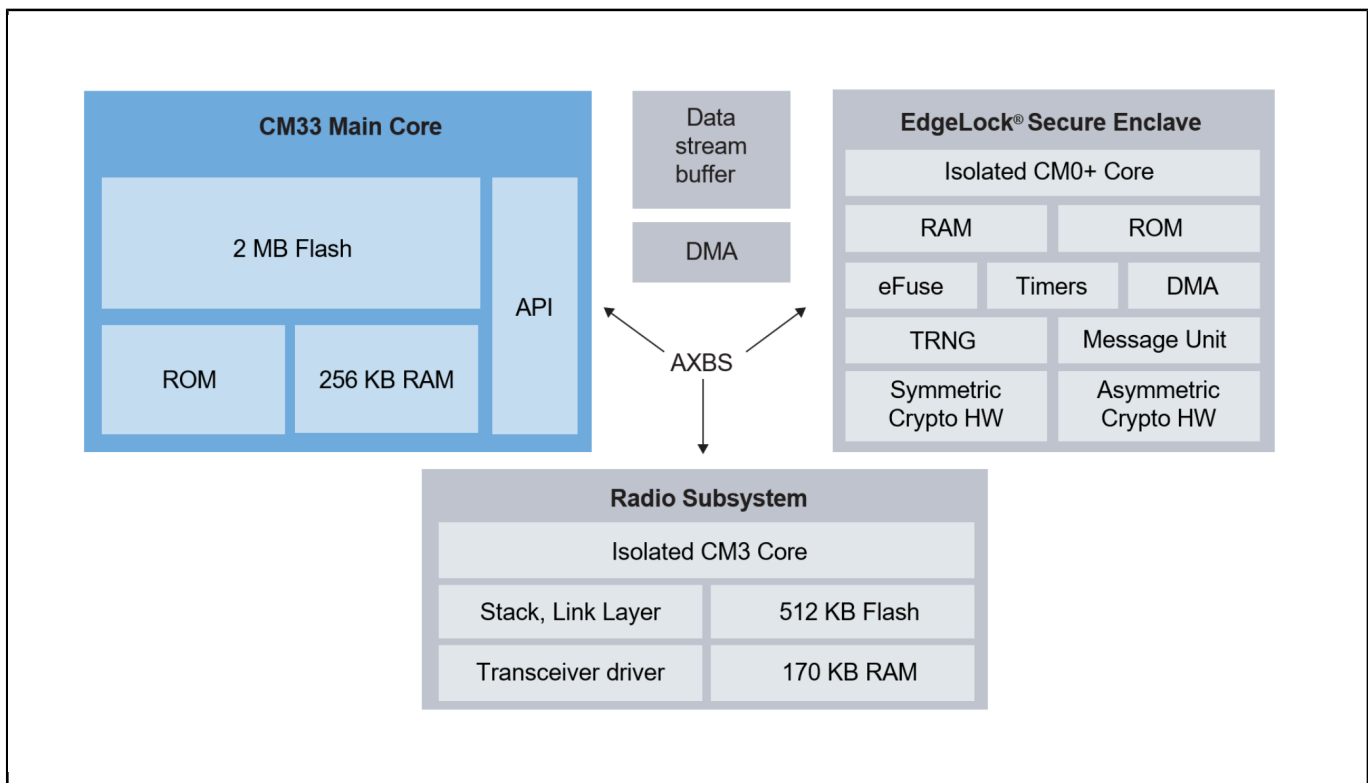 CM33 Main Core
2 MB Flash
API
ROM
256 KB RAM
Data
stream
buffer
DMA
AXBS
EdgeLock® Secure Enclave
Isolated CM0+ Core
RAM
ROM
eFuse
Timers
DMA
TRNG
Message Unit
Symmetric
Crypto HW
Asymmetric
Crypto HW
Radio Subsystem
Isolated CM3 Core
Stack, Link Layer
512 KB Flash
Transceiver driver
170 KB RAM